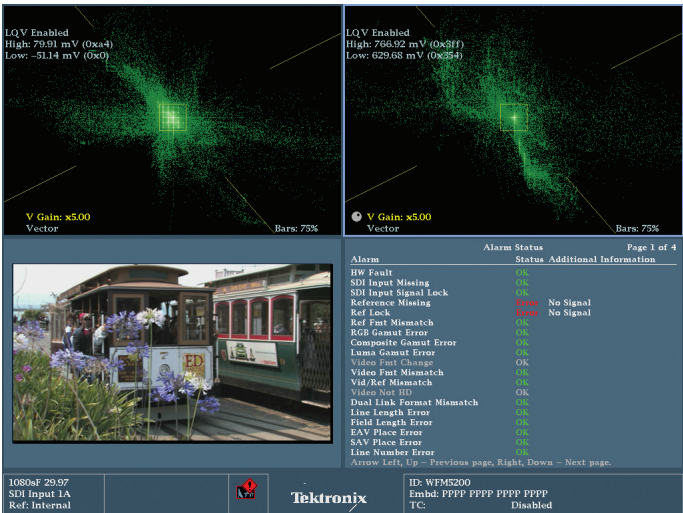 LQV Enabled
High: 79.91 mV (0xa4)
Low: –51.14 mV (0x0)
V Gain: x5.00
Vector
Bars: 75%
LQV Enabled
High: 766.92 mV (0x3ff)
Low: 629.68 mV (0x354)
V Gain: x5.00
Vector
Bars: 75%
ED
Alarm Status Page 1 of 4
Alarm Status Additional Information
HW Fault OK
SDI Input Missing OK
SDI Input Signal Lock OK
Reference Missing No Signal
Ref Lock No Signal
Ref Fmt Mismatch OK
RGB Gamut Error OK
Composite Gamut Error OK
Luma Gamut Error OK
Video Fmt Change OK
Video Fmt Mismatch OK
Vid/Ref Mismatch OK
Video Not HD OK
Dual Link Format Mismatch OK
Line Length Error OK
Field Length Error OK
EAV Place Error OK
SAV Place Error OK
Line Number Error OK
Arrow Left, Up – Previous page, Right, Down – Next page.
1080sF 29.97
SDI Input 1A
Ref: Internal
Tektronix
ID: WFM5200
Embd: PPPP PPPP PPPP PPPP
TC: Disabled